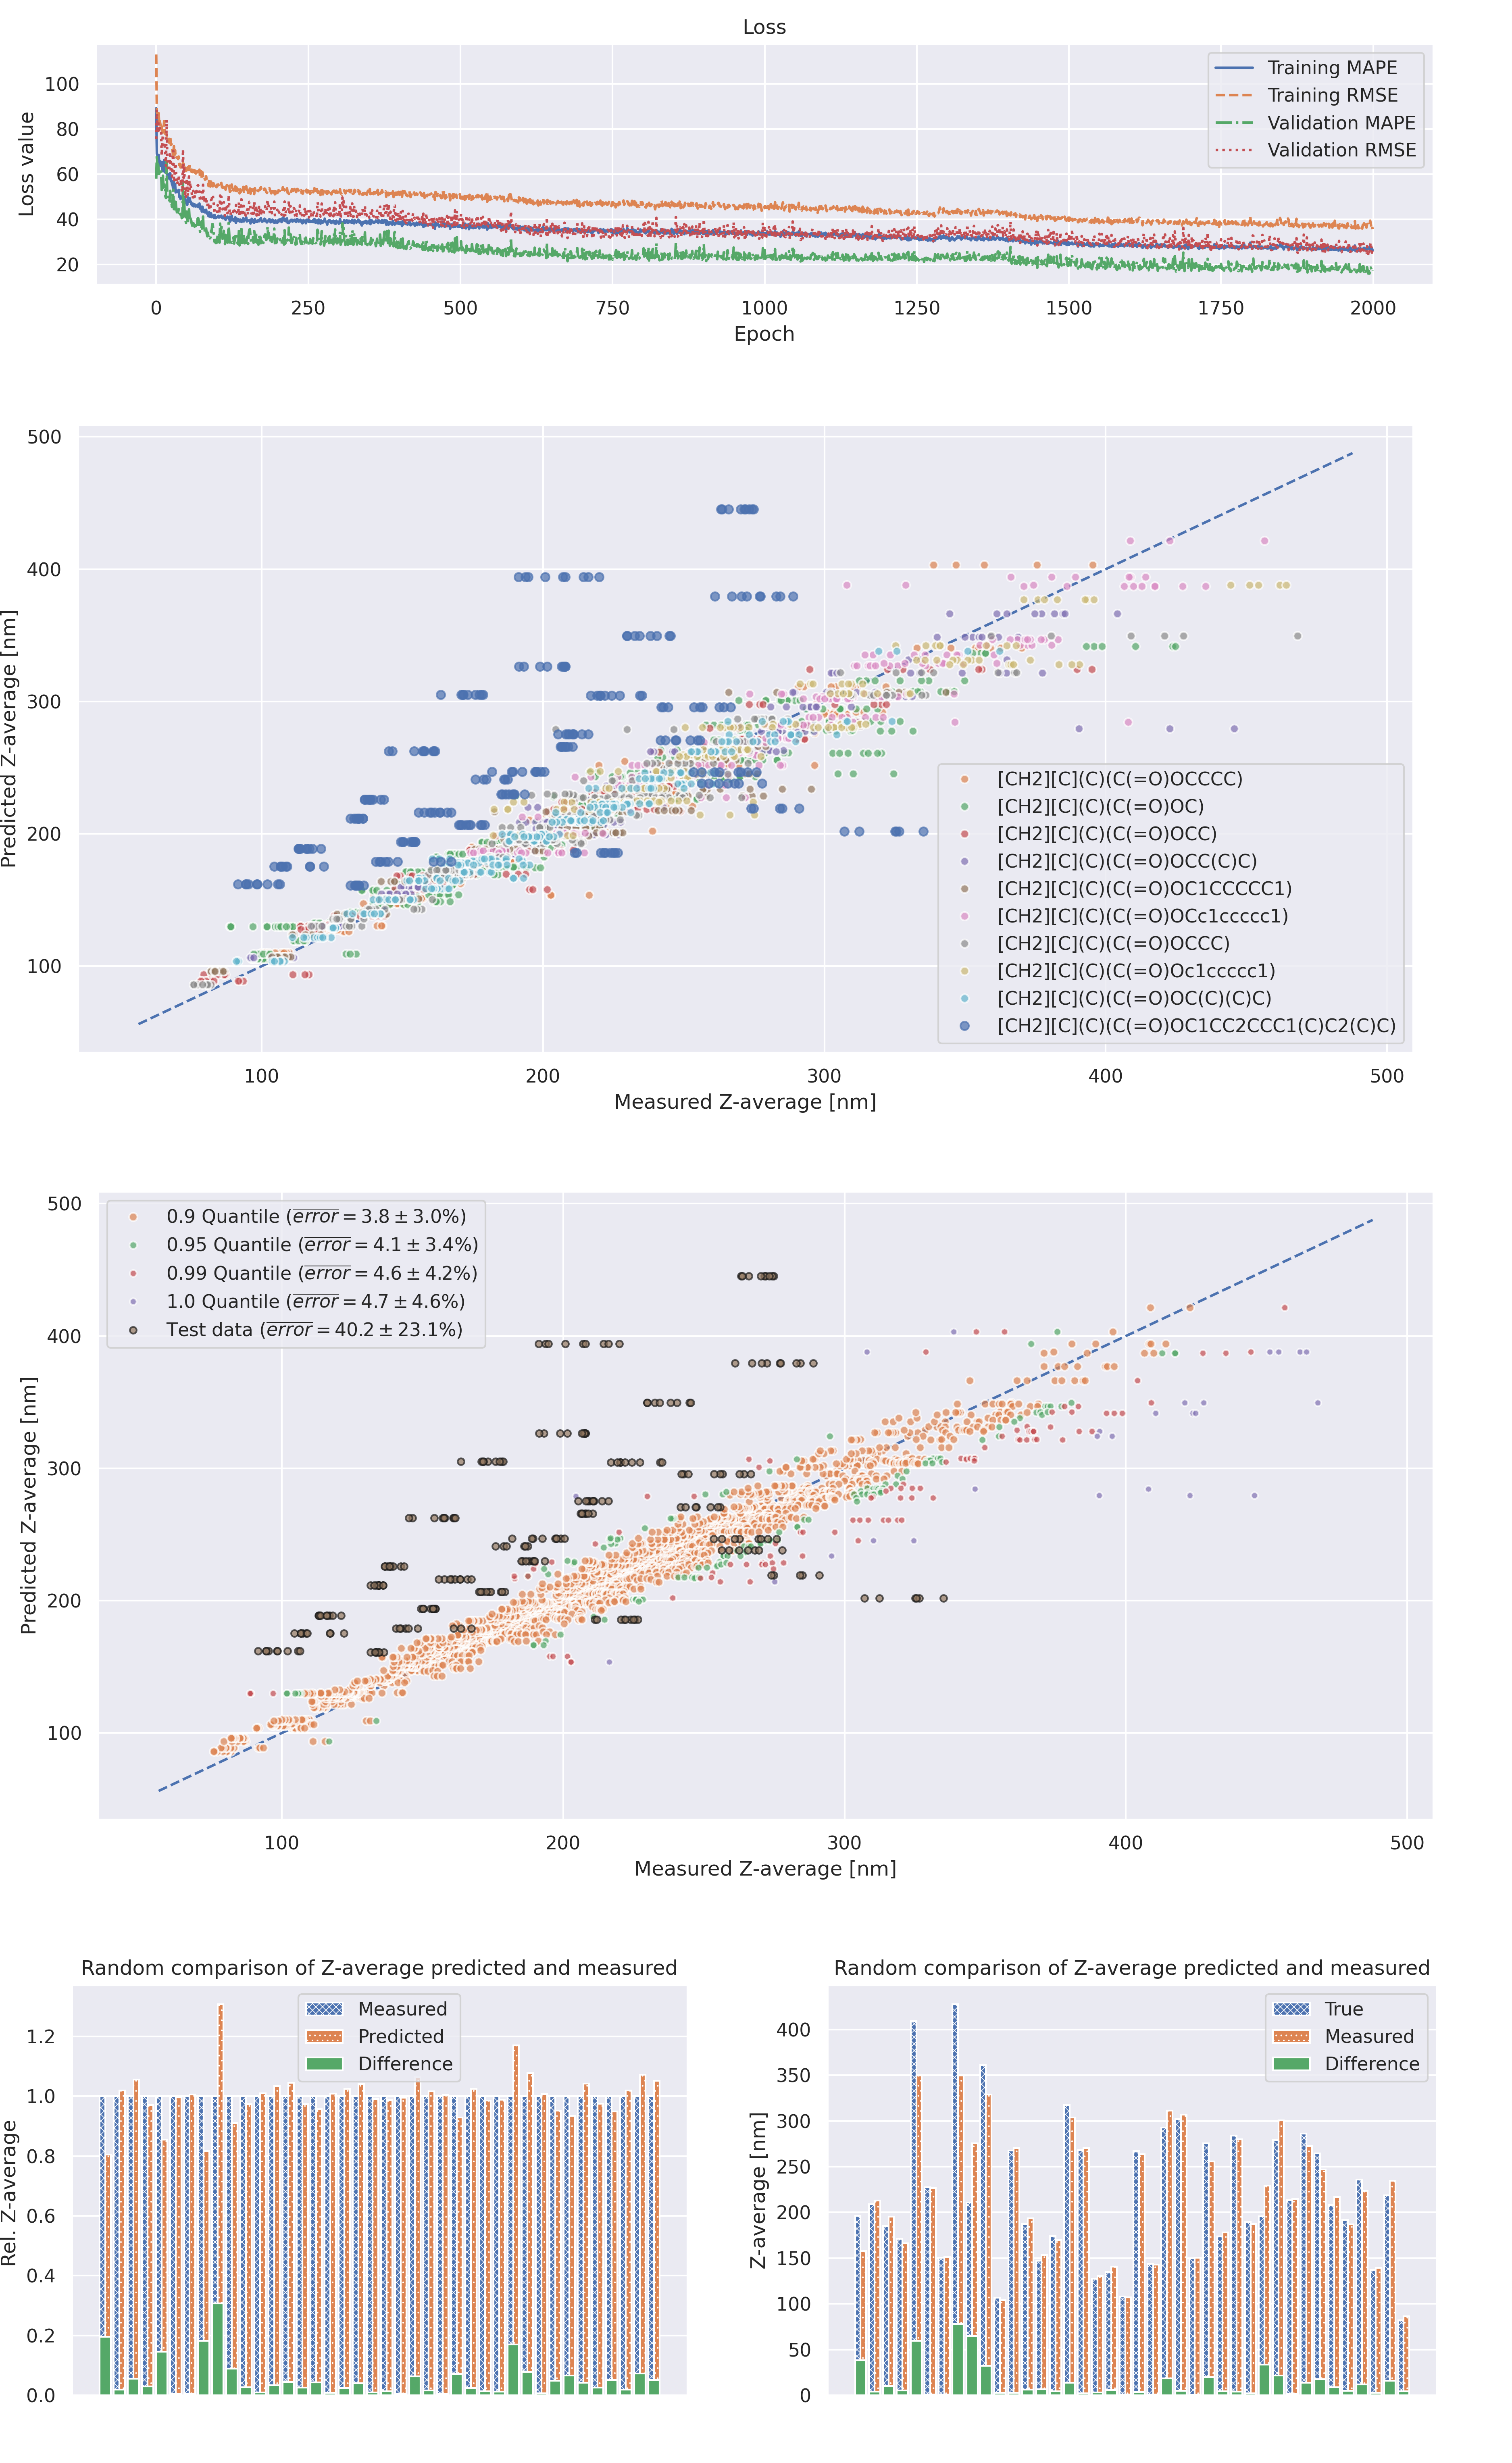 Loss
Loss value
100
80
60
40
20
Training MAPE
Training RMSE
Validation MAPE
Validation RMSE
0 250 500 750 1000 1250 1500 1750 2000
Epoch
Predicted Z-average [nm]
500
400
300
200
100
[CH2][C](C)(C(=O)OCCCC)
[CH2][C](C)(C(=O)OC)
[CH2][C](C)(C(=O)OCC)
[CH2][C](C)(C(=O)OCC(C)C)
[CH2][C](C)(C(=O)OC1CCCCC1)
[CH2][C](C)(C(=O)OCc1ccccc1)
[CH2][C](C)(C(=O)OCCC)
[CH2][C](C)(C(=O)Oc1ccccc1)
[CH2][C](C)(C(=O)OC(C)(C)C)
[CH2][C](C)(C(=O)OC1CC2CCC1(C)C2(C)C)
100 200 300 400 500
Measured Z-average [nm]
Predicted Z-average [nm]
500
400
300
200
100
0.9 Quantile (error = 3.8 ± 3.0%)
0.95 Quantile (error = 4.1 ± 3.4%)
0.99 Quantile (error = 4.6 ± 4.2%)
1.0 Quantile (error = 4.7 ± 4.6%)
Test data (error = 40.2 ± 23.1%)
100 200 300 400 500
Measured Z-average [nm]
Random comparison of Z-average predicted and measured
Rel. Z-average
1.2
1.0
0.8
0.6
0.4
0.2
0.0
Measured
Predicted
Difference
Random comparison of Z-average predicted and measured
Z-average [nm]
400
350
300
250
200
150
100
50
0
True
Measured
Difference